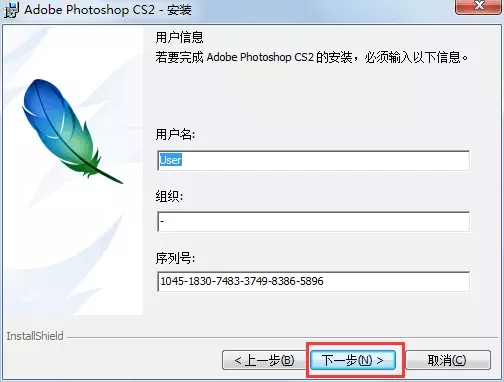 Adobe Photoshop CS2 - 安装
用户信息
若要完成 Adobe Photoshop CS2 的安装，必须输入以下信息。
用户名:
User
组织:
-
序列号:
1045-1830-7483-3749-8386-5896
InstallShield
< 上一步(B)
下一步(N) >
取消(C)